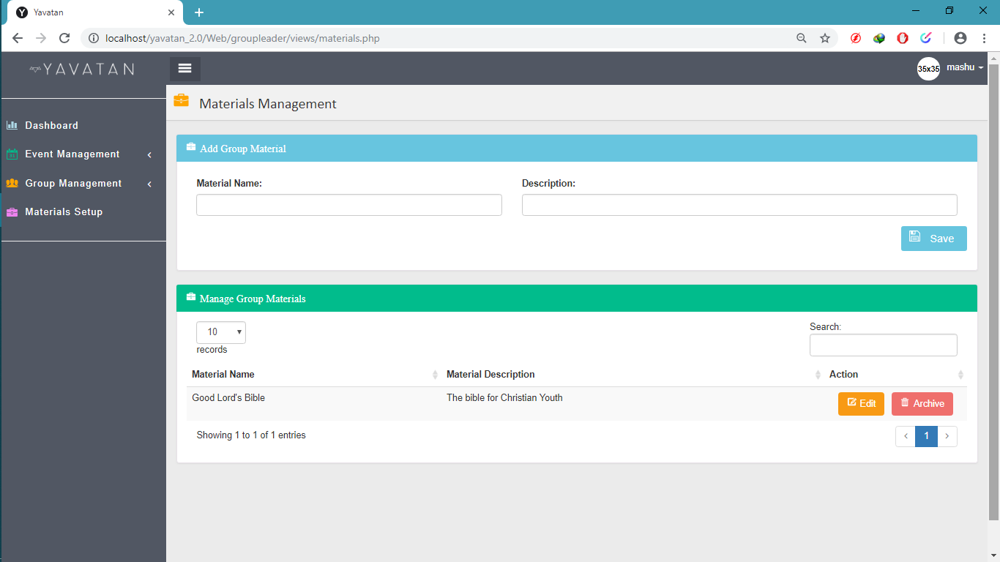 Yavatan
localhost/yavatan_2.0/Web/groupleader/views/materials.php
YAVATAN
35x35 mashu
Materials Management
Dashboard
Event Management
Group Management
Materials Setup
Add Group Material
Material Name: Description:
Save
Manage Group Materials
10
records
Search:
Material Name Material Description Action
Good Lord's Bible The bible for Christian Youth Edit Archive
Showing 1 to 1 of 1 entries
‹ 1 ›